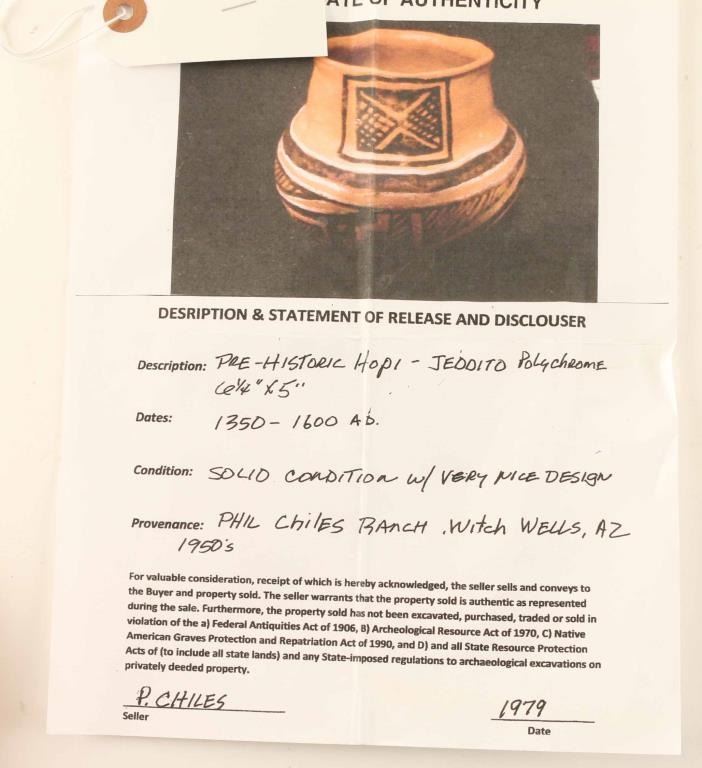 ATE OF AUTHENTICITY
DESRIPTION & STATEMENT OF RELEASE AND DISCLOUSER
Description: PRE-HISTORIC HOPI - JEDDITO POLYCHROME
6¼" X 5"
Dates: 1350 - 1600 AD.
Condition: SOLID CONDITION W/ VERY NICE DESIGN
Provenance: PHIL CHILES RANCH, WITCH WELLS, AZ
1950's
For valuable consideration, receipt of which is hereby acknowledged, the seller sells and conveys to
the Buyer and property sold. The seller warrants that the property sold is authentic as represented
during the sale. Furthermore, the property sold has not been excavated, purchased, traded or sold in
violation of the a) Federal Antiquities Act of 1906, B) Archeological Resource Act of 1970, C) Native
American Graves Protection and Repatriation Act of 1990, and D) and all State Resource Protection
Acts of (to include all state lands) and any State-imposed regulations to archaeological excavations on
privately deeded property.
P. CHILES 1979
Seller Date